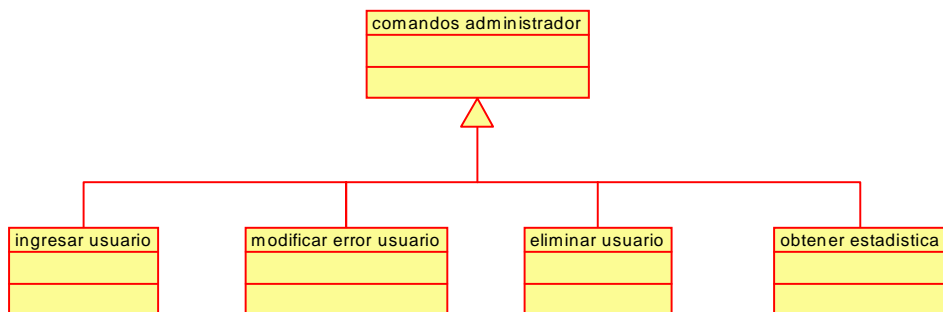 comandos administrador
ingresar usuario
modificar error usuario
eliminar usuario
obtener estadistica